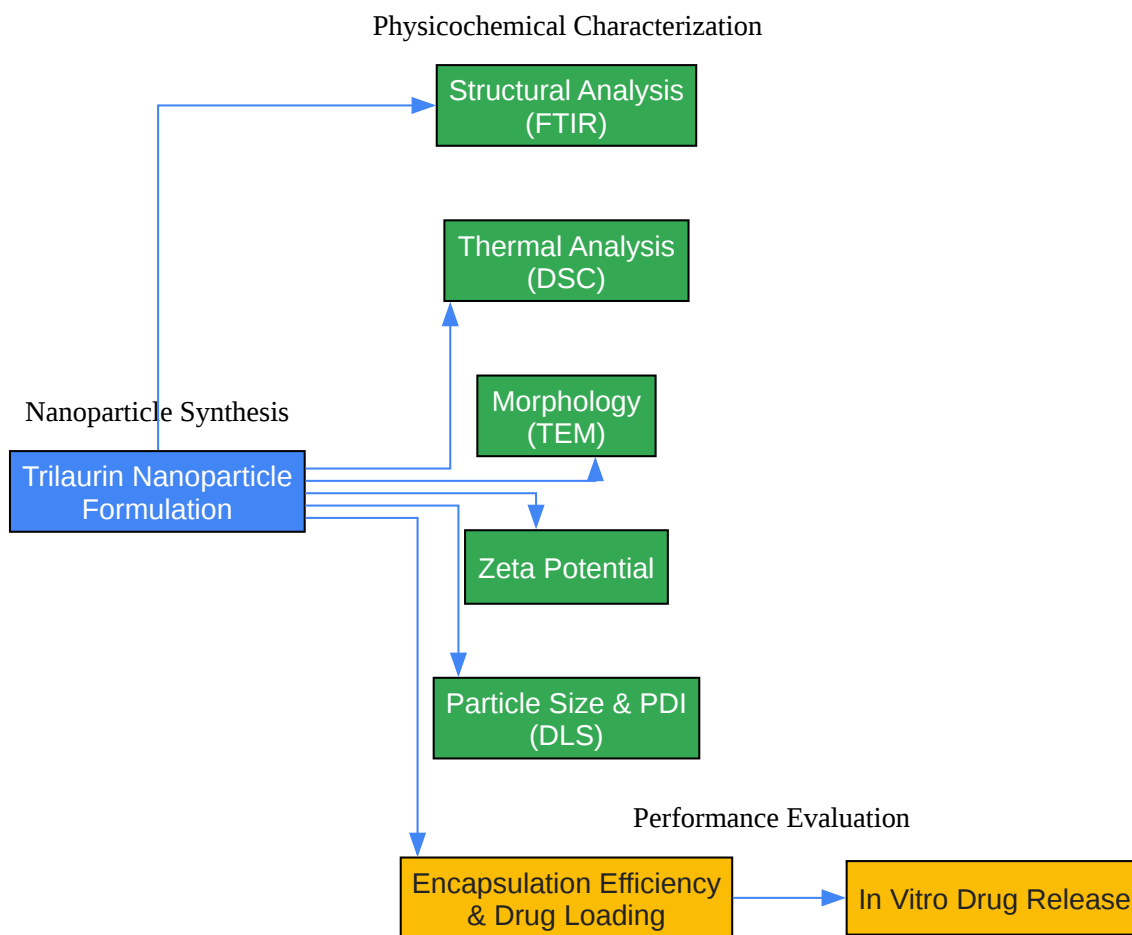 Physicochemical Characterization
Structural Analysis
(FTIR)
Thermal Analysis
(DSC)
Morphology
(TEM)
Nanoparticle Synthesis
Trilaurin Nanoparticle
Formulation
Zeta Potential
Particle Size & PDI
(DLS)
Performance Evaluation
Encapsulation Efficiency
& Drug Loading
In Vitro Drug Release